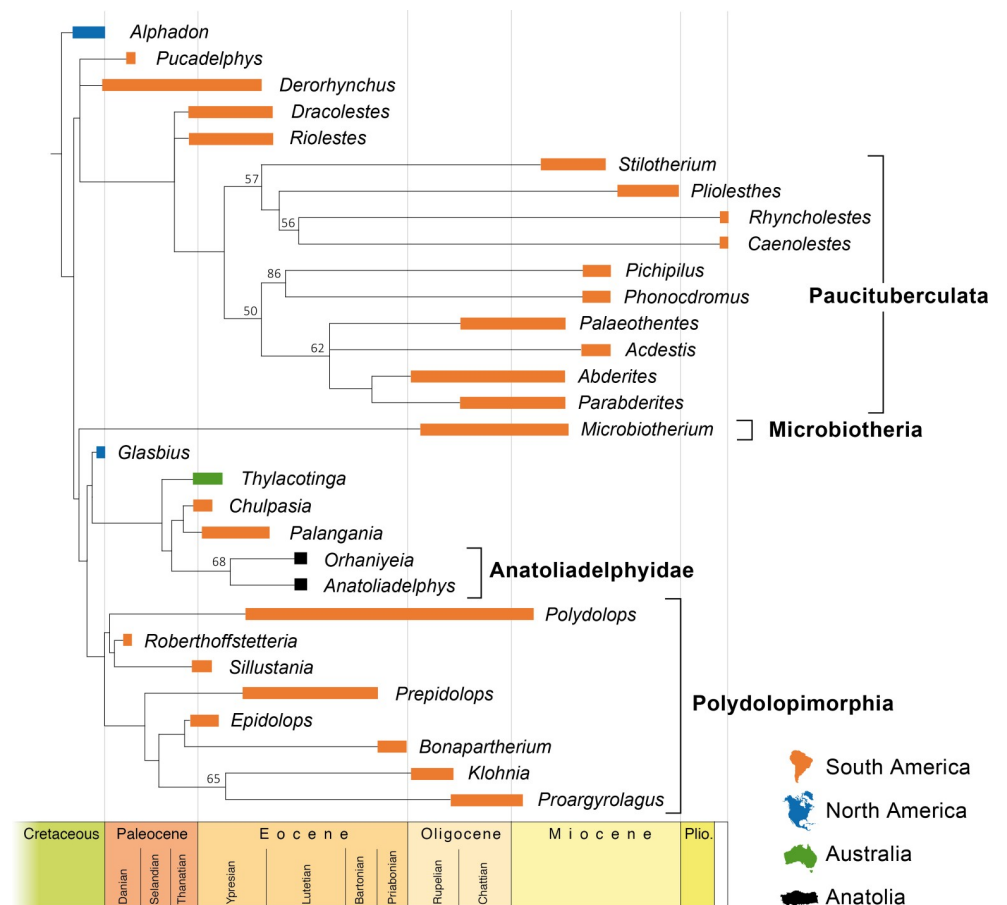 Alphadon
Pucadelphys
Derorhynchus
Dracolestes
Riolestes
Stilotherium
57
Pliolesthes
Rhyncholestes
56
Caenolestes
Pichipilus
86
Phonocdromus
Paucituberculata
50
Palaeothentes
62
Acdestis
Abderites
Parabderites
Microbiotherium
Microbiotheria
Glasbius
Thylacotinga
Chulpasia
Palangania
68
Orhaniyeia
Anatoliadelphyidae
Anatoliadelphys
Polydolops
Roberthoffstetteria
Sillustania
Prepidolops
Polydolopimorphia
Epidolops
Bonapartherium
65
Klohnia
Proargyrolagus
South America
North America
Australia
Anatolia
Cretaceous Paleocene Eocene Oligocene Miocene Plio.
Danian Selandian Thanatian Ypresian Lutetian Bartonian Priabonian Rupelian Chattian